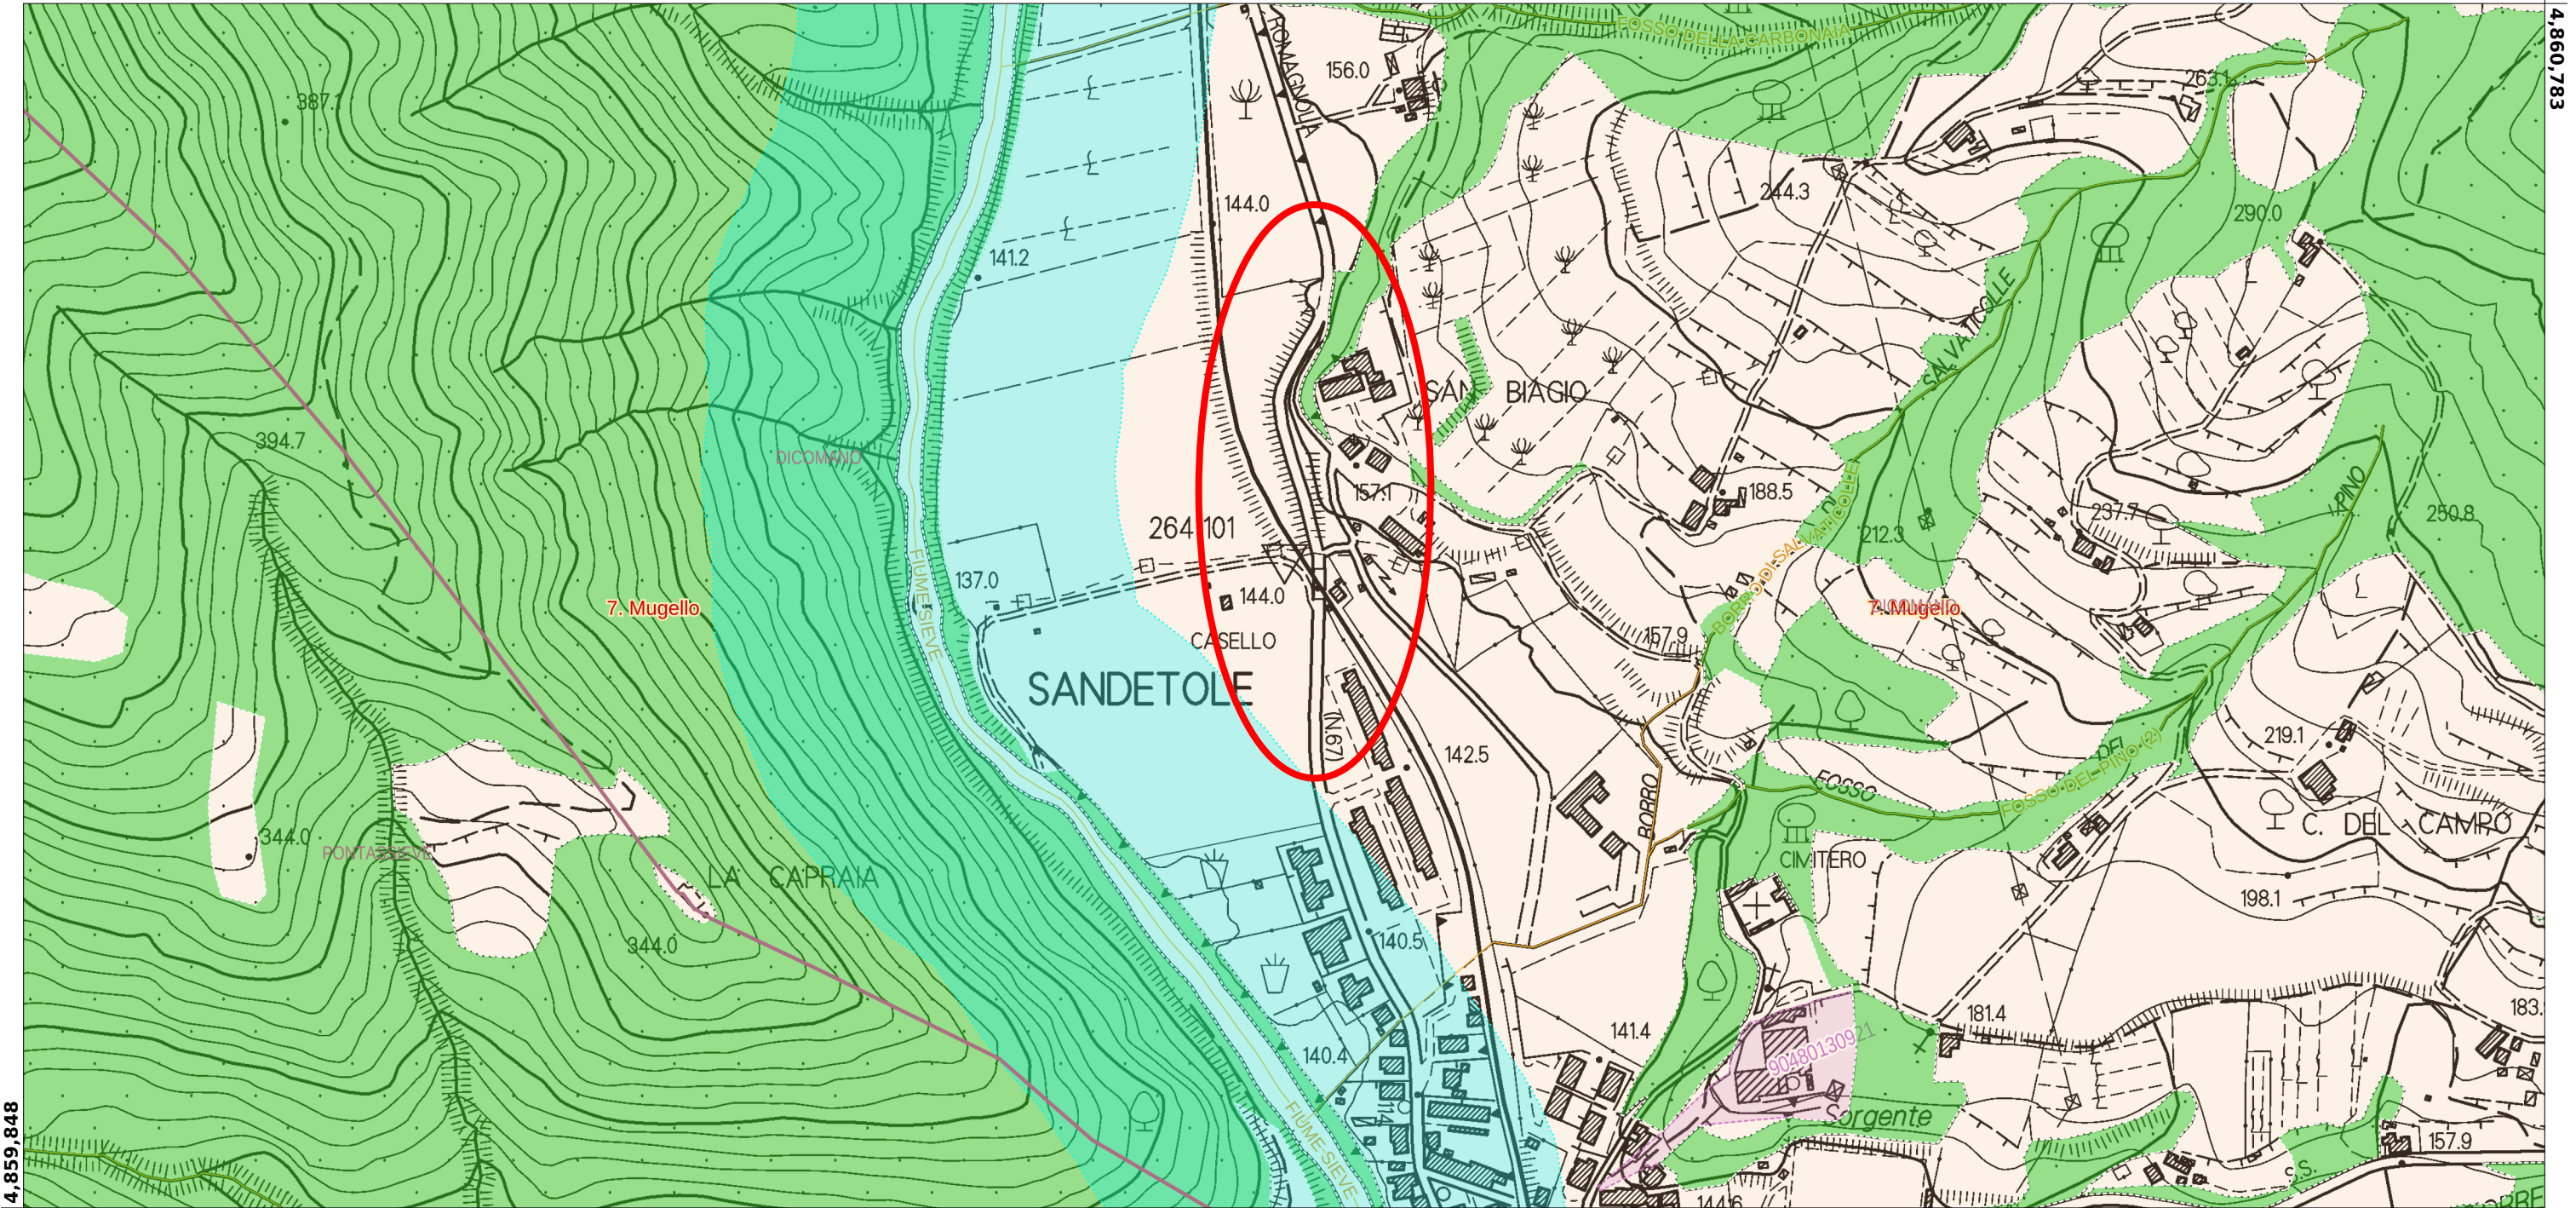 4,860,783
FOSSO DELLA CARBONAIA
ROMAGNOLA
156.0
263.1
387.1
244.3
144.0
290.0
141.2
SALVATICOLLE
SAN BIAGIO
394.7
DICOMANO
PINO
188.5
157.1
DI
237.7
250.8
212.3
264101
BORRO DI SALVATICOLLE
FIUME SIEVE
137.0
144.0
7. Mugello
DICOMANO
7. Mugello
157.9
CASELLO
SANDETOLE
(N.67)
142.5
219.1
DEL
FOSSO DEL PINO (2)
FOSSO
BORRO
344.0
PONTASSIEVE
LA CAPRAIA
C. DEL CAMPO
CIMITERO
198.1
344.0
140.5
183.
181.4
141.4
90480130921
140.4
Sorgente
4,859,848
FIUME SIEVE
157.9
S.S.
144.6